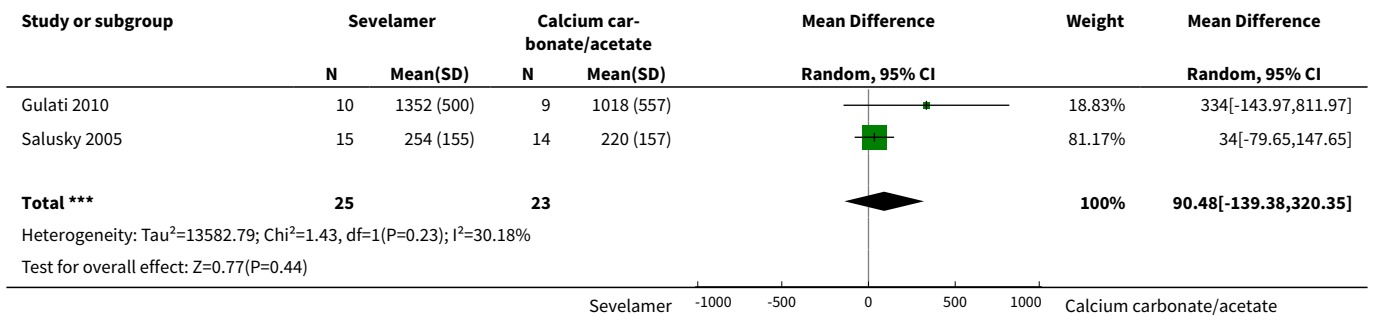 Study or subgroup Sevelamer Calcium car- Mean Difference Weight Mean Difference
bonate/acetate
N Mean(SD) N Mean(SD) Random, 95% CI Random, 95% CI
Gulati 2010 10 1352 (500) 9 1018 (557) 18.83% 334[-143.97,811.97]
Salusky 2005 15 254 (155) 14 220 (157) 81.17% 34[-79.65,147.65]
Total *** 25 23 100% 90.48[-139.38,320.35]
Heterogeneity: Tau²=13582.79; Chi²=1.43, df=1(P=0.23); I²=30.18%
Test for overall effect: Z=0.77(P=0.44)
Sevelamer -1000 -500 0 500 1000 Calcium carbonate/acetate